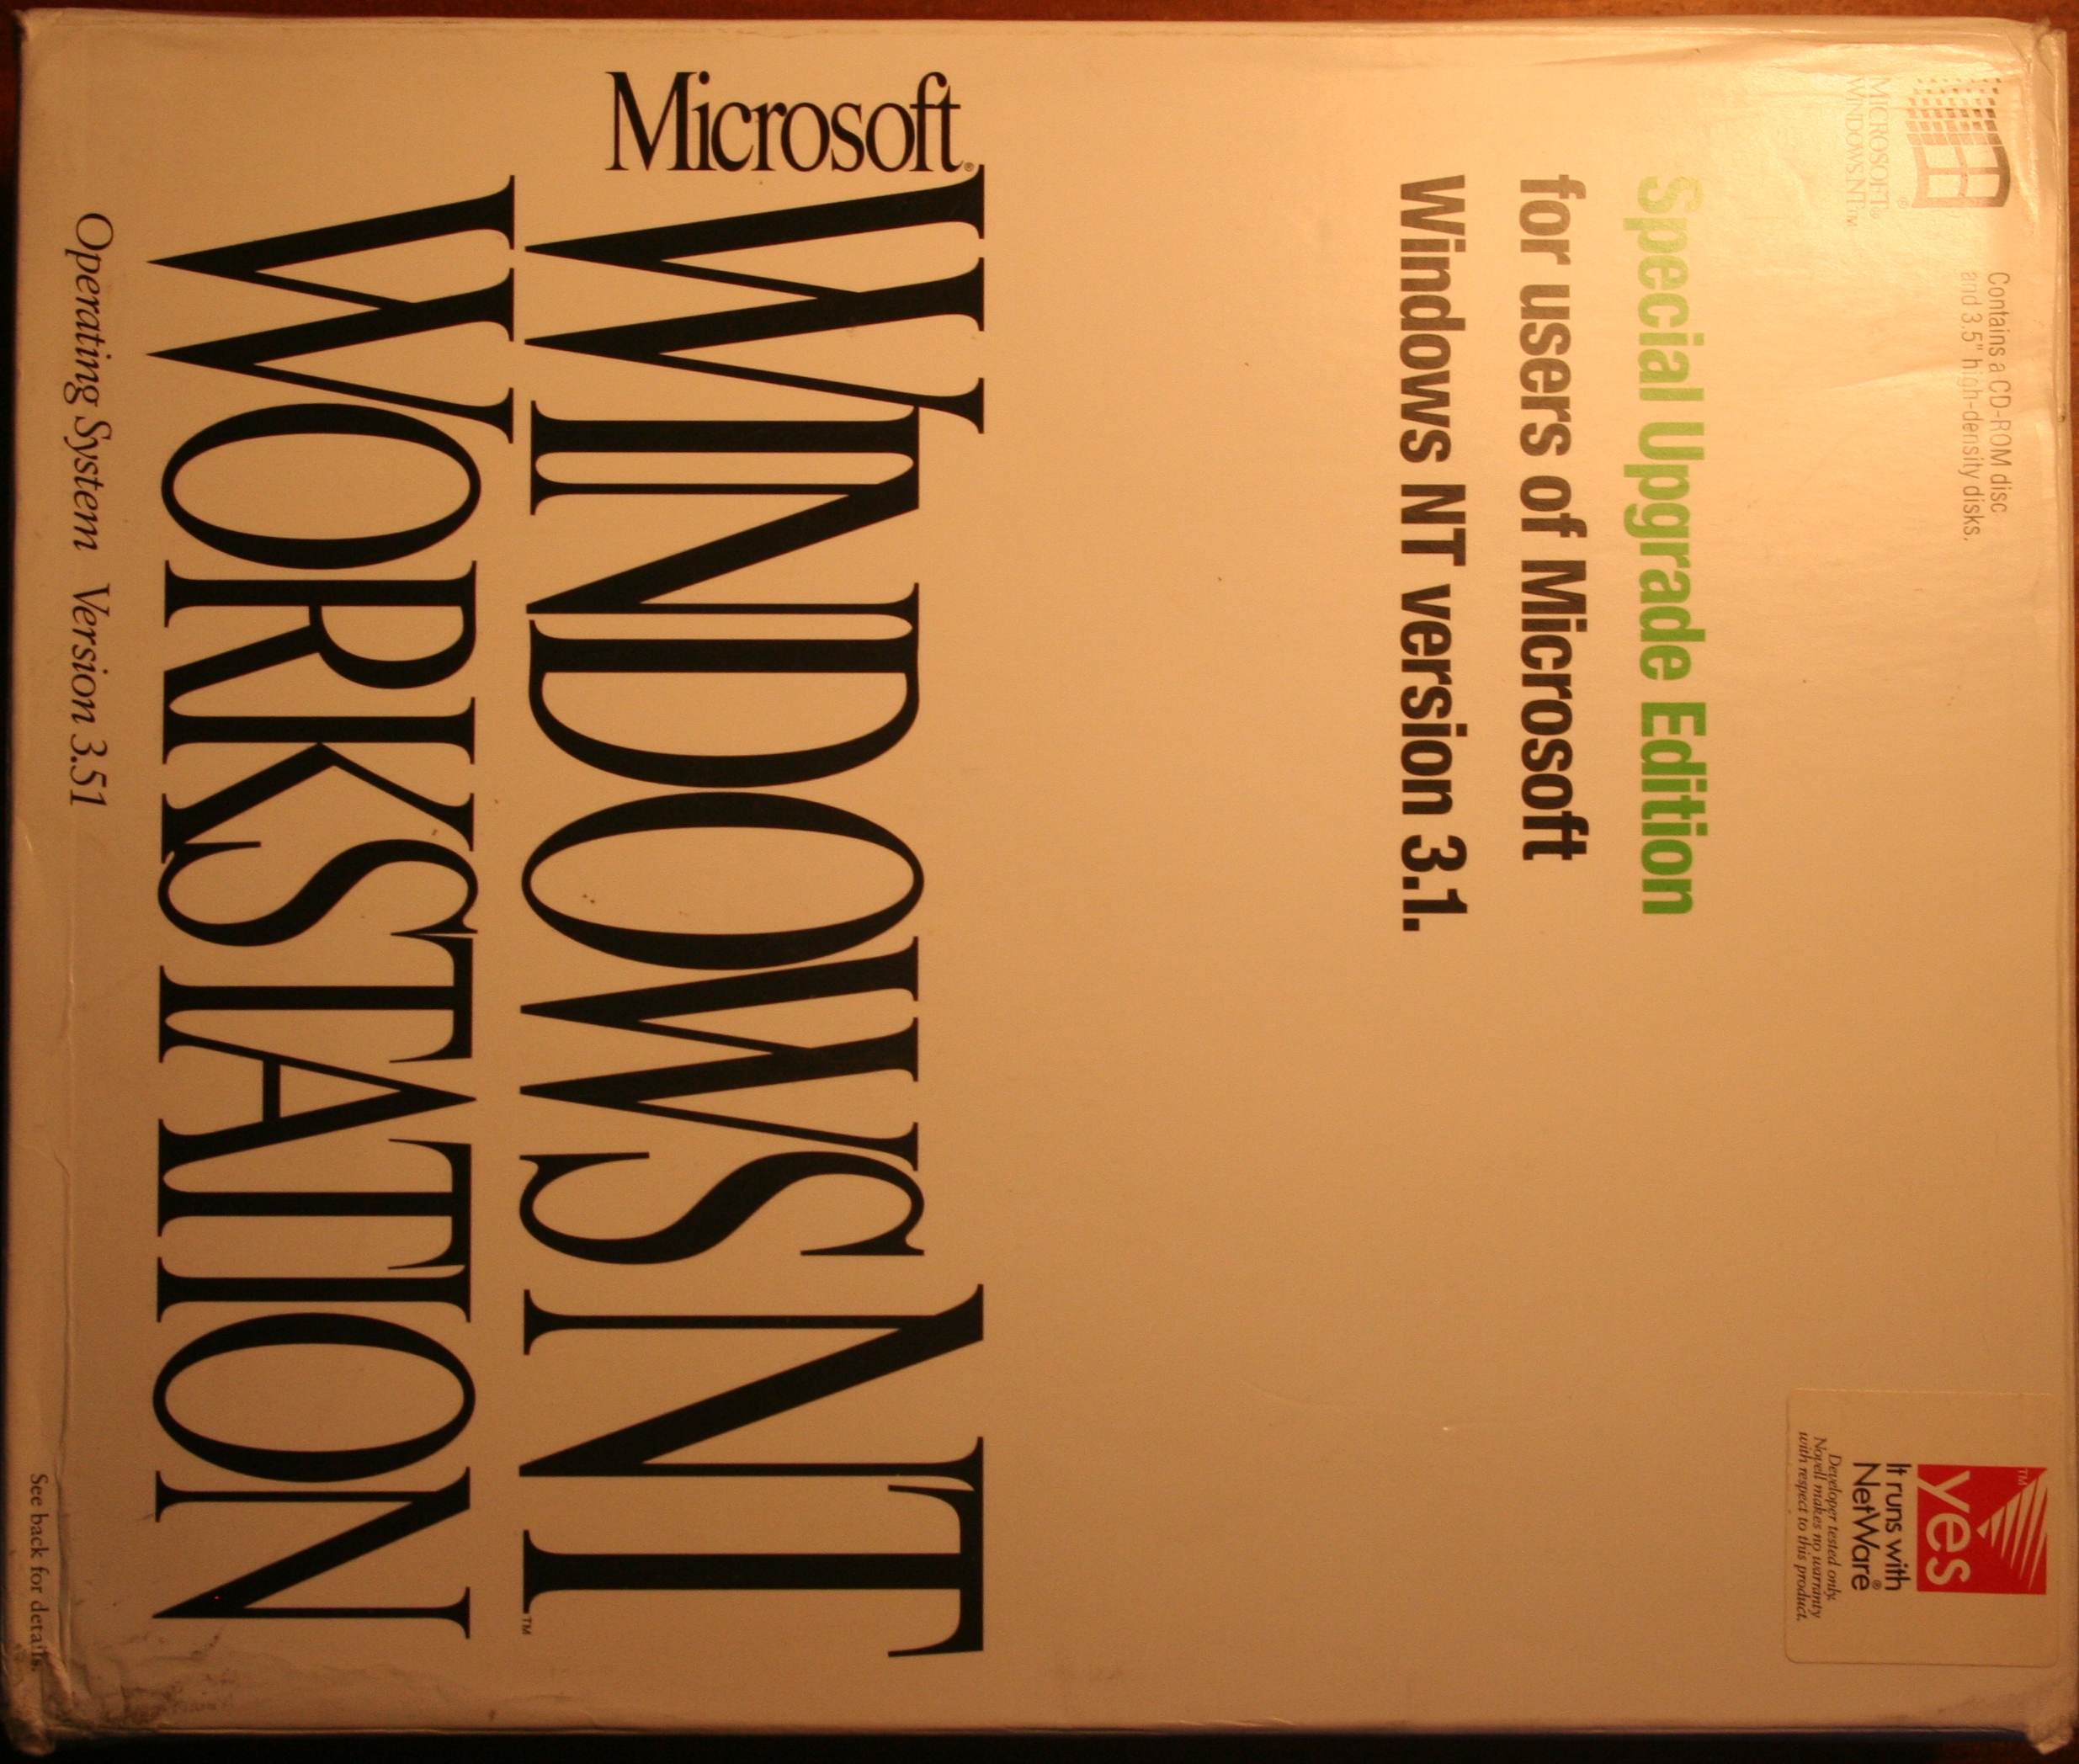 MICROSOFT®
WINDOWS NT™
Contains a CD-ROM disc
and 3.5" high-density disks.
yes
It runs with
NetWare®
Developer tested only.
Novell makes no warranty
with respect to this product.
Special Upgrade Edition
for users of Microsoft
Windows NT version 3.1.
Microsoft®
WINDOWS NT™
WORKSTATION
Operating System Version 3.51
See back for details.